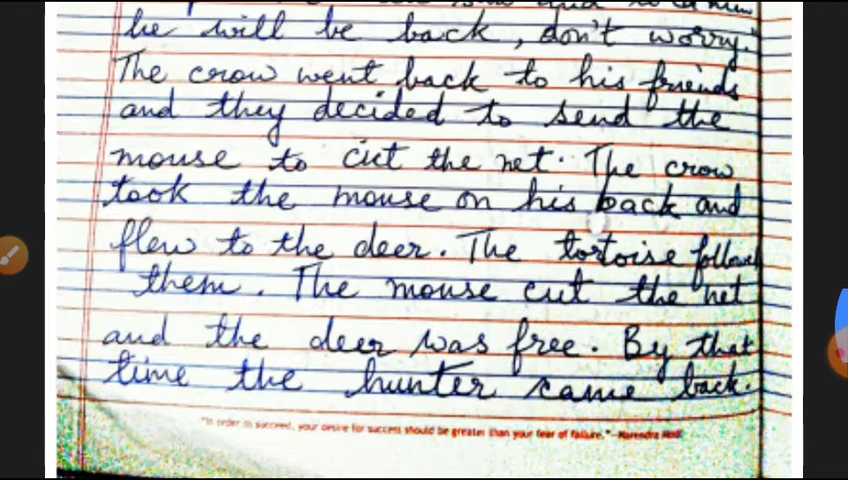 he will be back, don't worry."
The crow went back to his friends
and they decided to send the
mouse to cut the net. The crow
took the mouse on his back and
flew to the deer. The tortoise followed
them. The mouse cut the net
and the deer was free. By that
time the hunter came back.
"In order to succeed, your desire for success should be greater than your fear of failure." —Narendra Modi